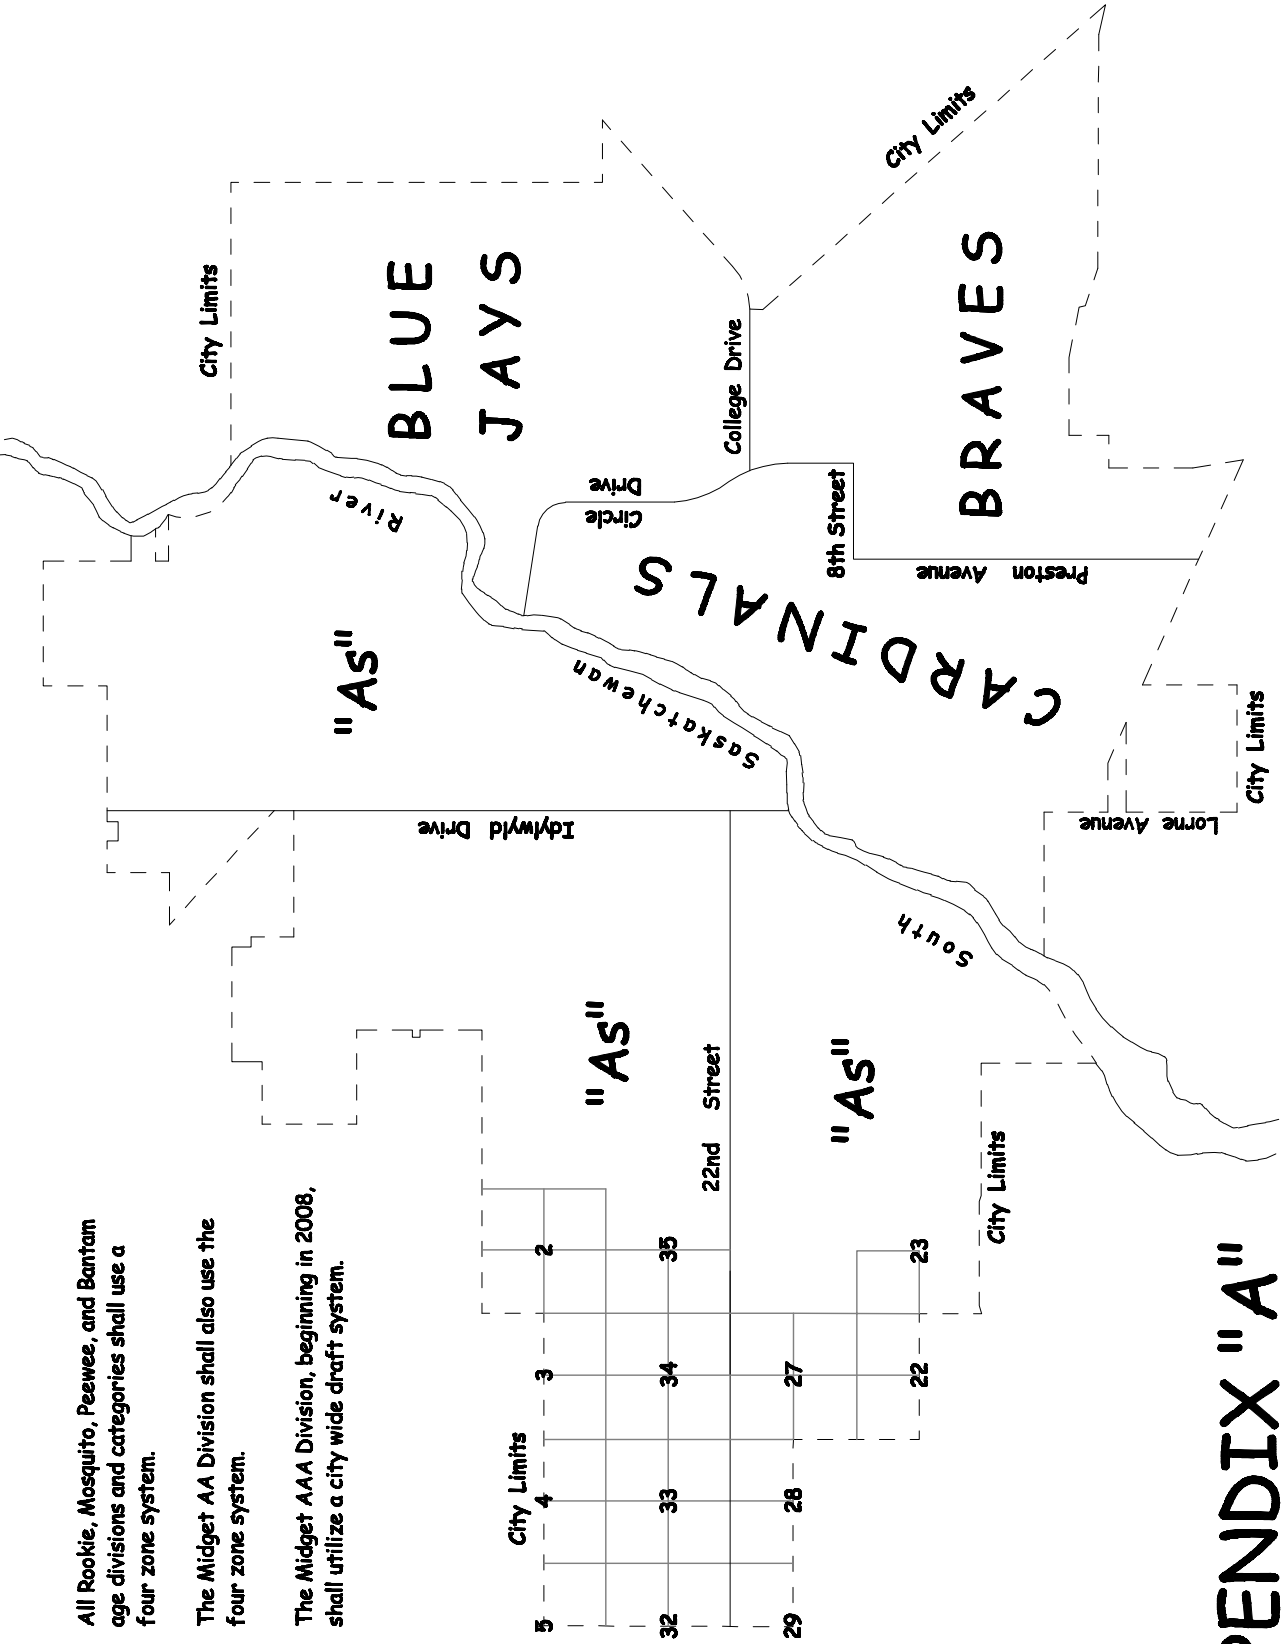 All Rookie, Mosquito, Peewee, and Bantam
age divisions and categories shall use a
four zone system.
The Midget AA Division shall also use the
four zone system.
The Midget AAA Division, beginning in 2008,
shall utilize a city wide draft system.
City Limits
BLUE
JAYS
River
"As"
Idylwyld Drive
Circle
Drive
College Drive
City Limits
BRAVES
8th Street
Preston Avenue
CARDINALS
Saskatchewan
South
Lorne Avenue
City Limits
"As"
22nd Street
"As"
City Limits
City Limits
5
4
3
2
32
33
34
35
29
28
27
22
23
PENDIX "A"